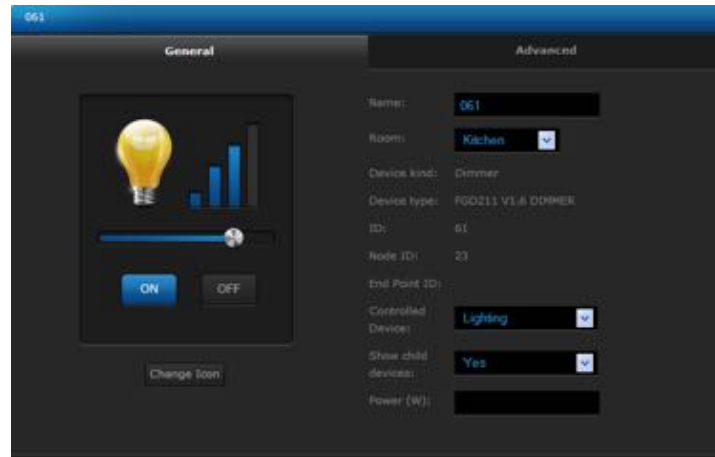 061
General
Advanced
Name: 061
Room: Kitchen
Device kind: Dimmer
Device type: FGD211 V1.6 DIMMER
ID: 61
Node ID: 23
End Point ID:
ON OFF
Controlled
Device: Lighting
Show child
devices: Yes
Change Icon
Power (W):